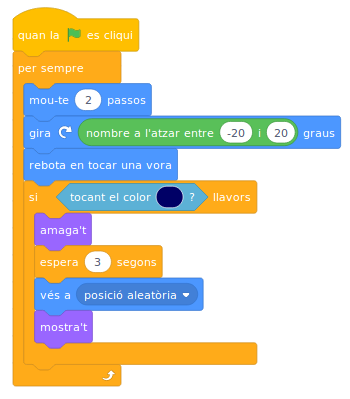 quan la es cliqui
per sempre
mou-te 2 passos
gira nombre a l'atzar entre -20 i 20 graus
rebota en tocar una vora
si tocant el color ? llavors
amaga't
espera 3 segons
vés a posició aleatòria
mostra't